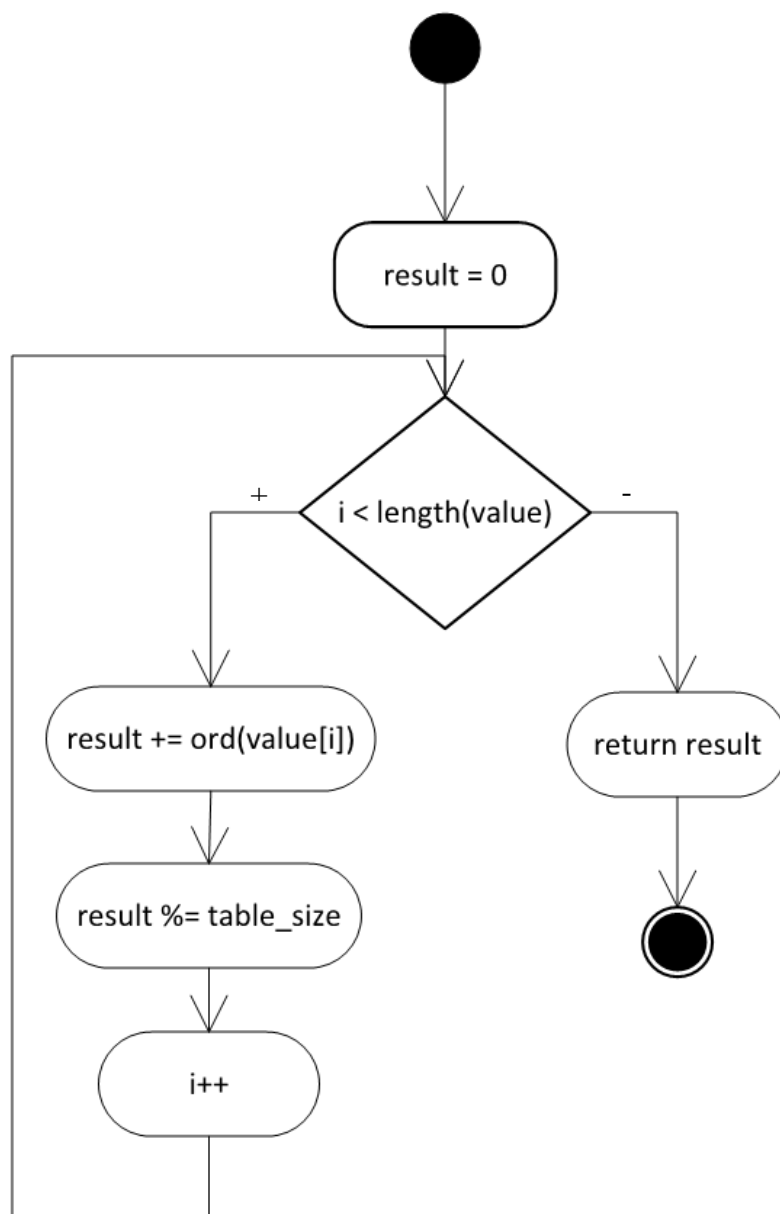 result = 0
i < length(value)
+
-
result += ord(value[i])
return result
result %= table_size
i++